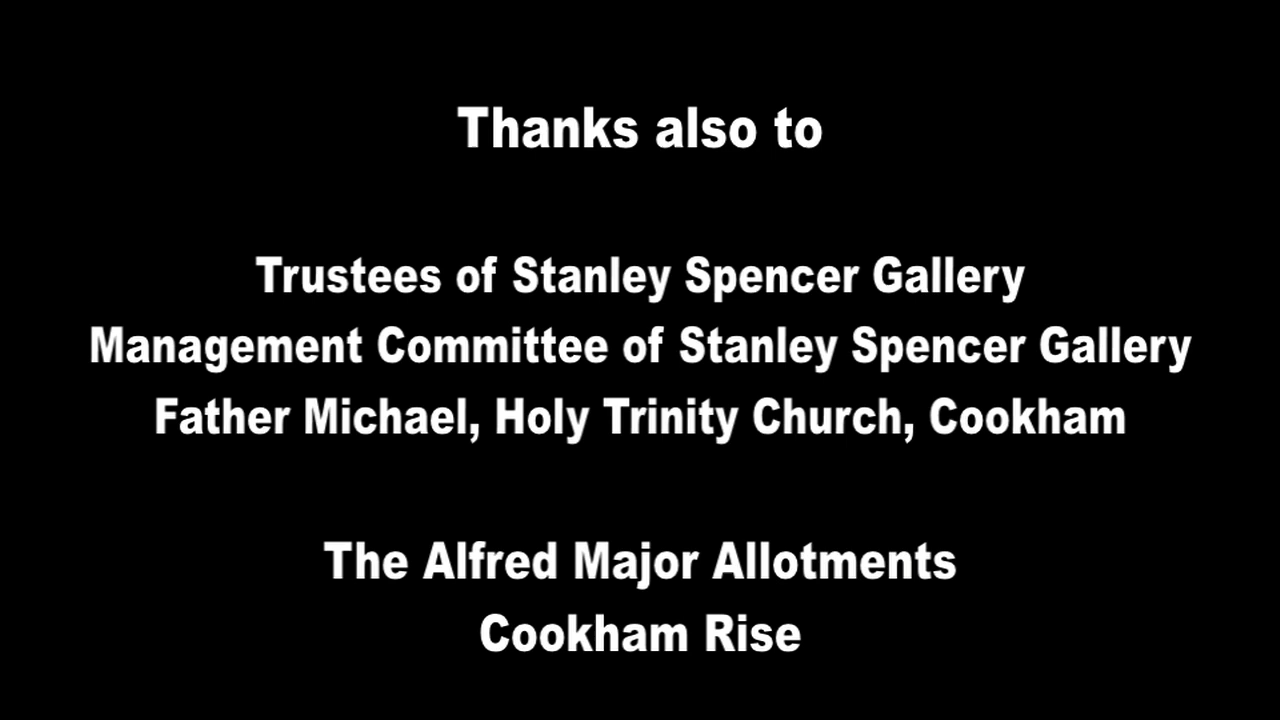 Thanks also to
Trustees of Stanley Spencer Gallery
Management Committee of Stanley Spencer Gallery
Father Michael, Holy Trinity Church, Cookham
The Alfred Major Allotments
Cookham Rise